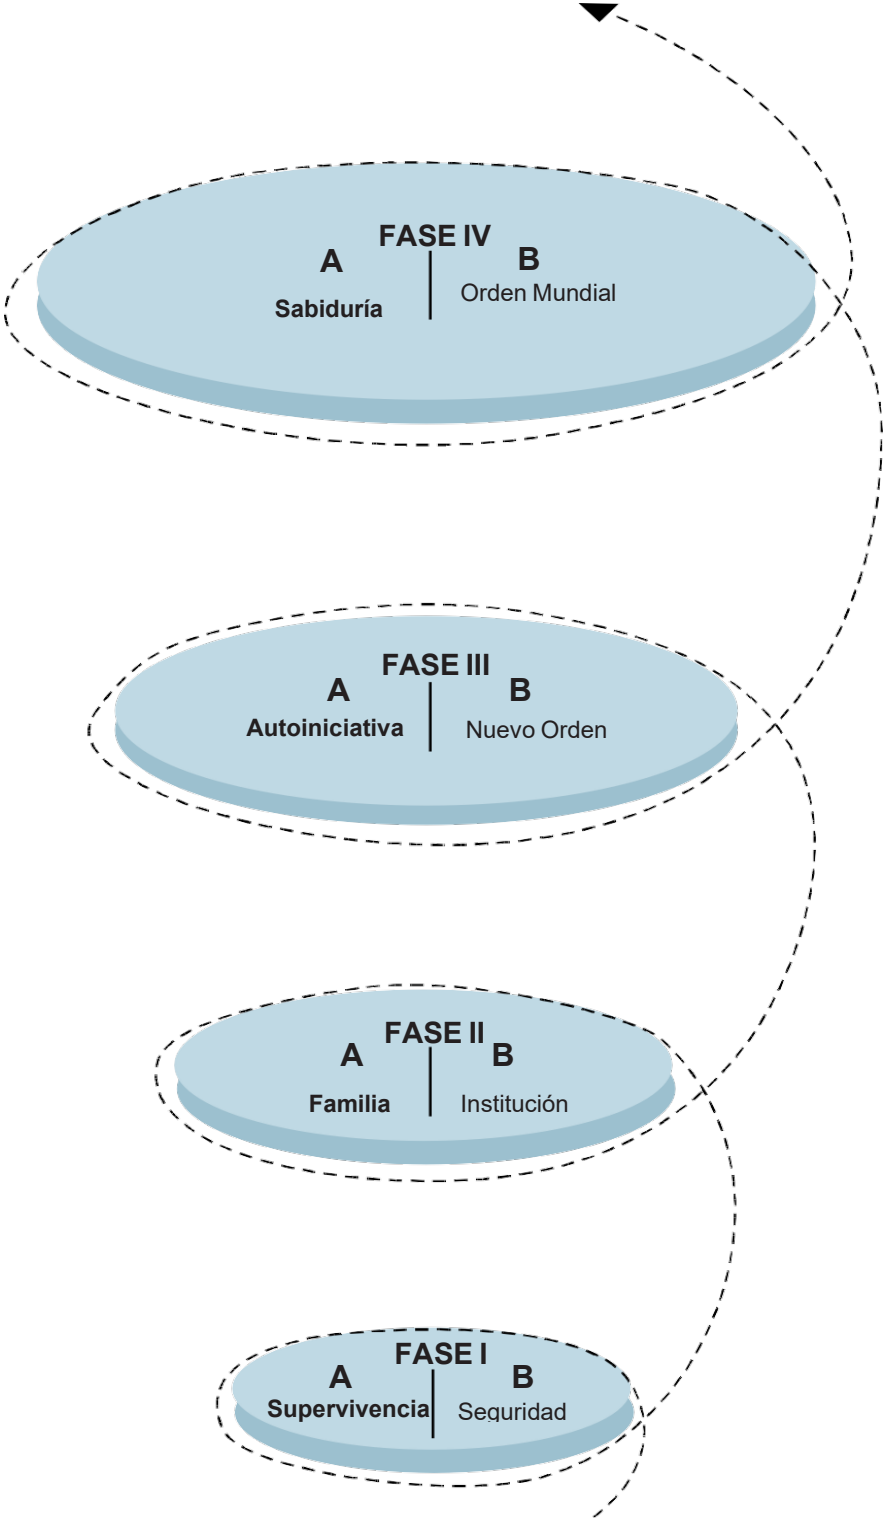 FASE IV
A B
Sabiduría Orden Mundial
FASE III
A B
Autoiniciativa Nuevo Orden
FASE II
A B
Familia Institución
FASE I
A B
Supervivencia Seguridad